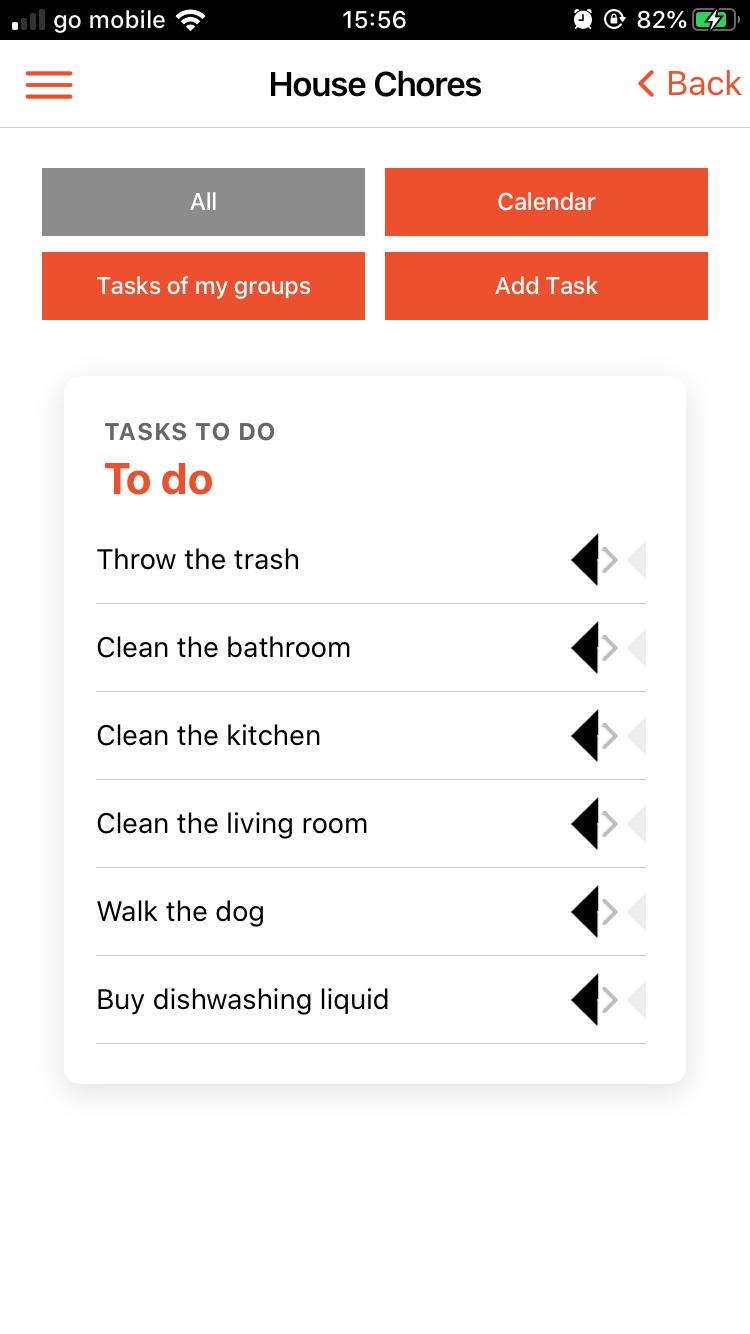 go mobile 15:56 82%
House Chores
Back
All
Calendar
Tasks of my groups
Add Task
TASKS TO DO
To do
Throw the trash
Clean the bathroom
Clean the kitchen
Clean the living room
Walk the dog
Buy dishwashing liquid